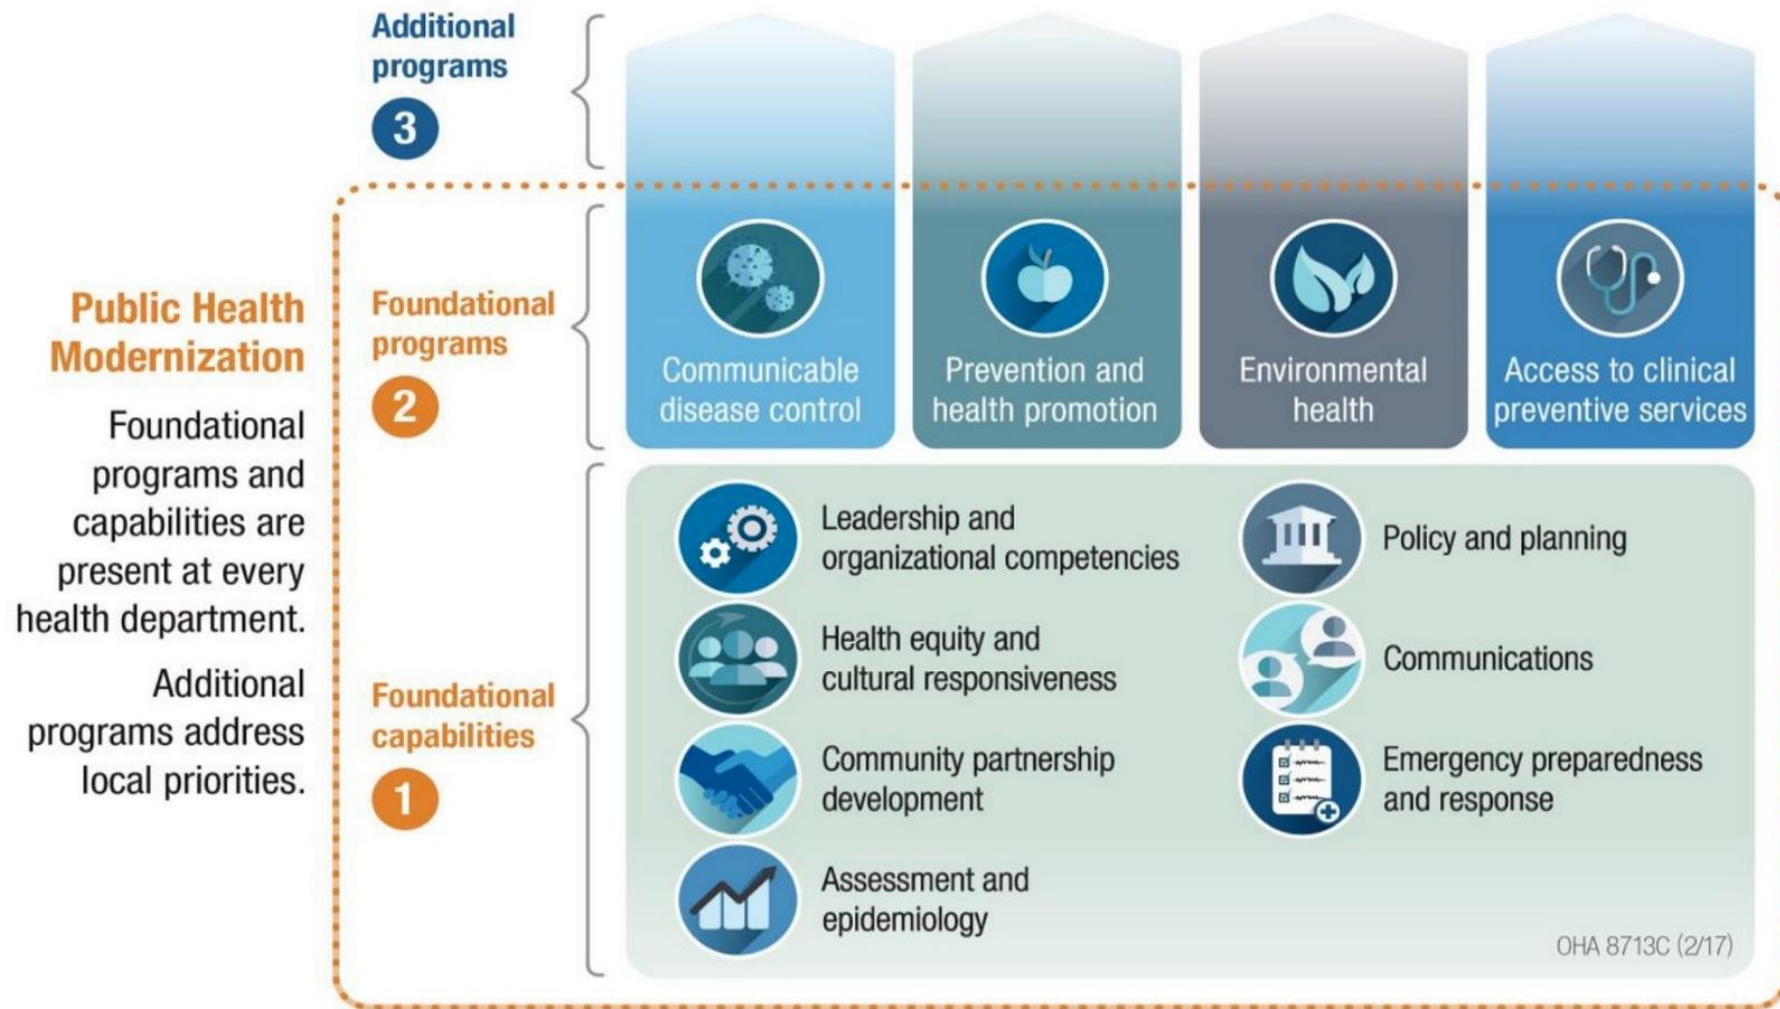 Additional
programs
3
Public Health
Modernization
Foundational
programs and
capabilities are
present at every
health department.
Additional
programs address
local priorities.
Foundational
programs
2
Communicable
disease control
Prevention and
health promotion
Environmental
health
Access to clinical
preventive services
Foundational
capabilities
1
Leadership and
organizational competencies
Health equity and
cultural responsiveness
Community partnership
development
Assessment and
epidemiology
Policy and planning
Communications
Emergency preparedness
and response
OHA 8713C (2/17)